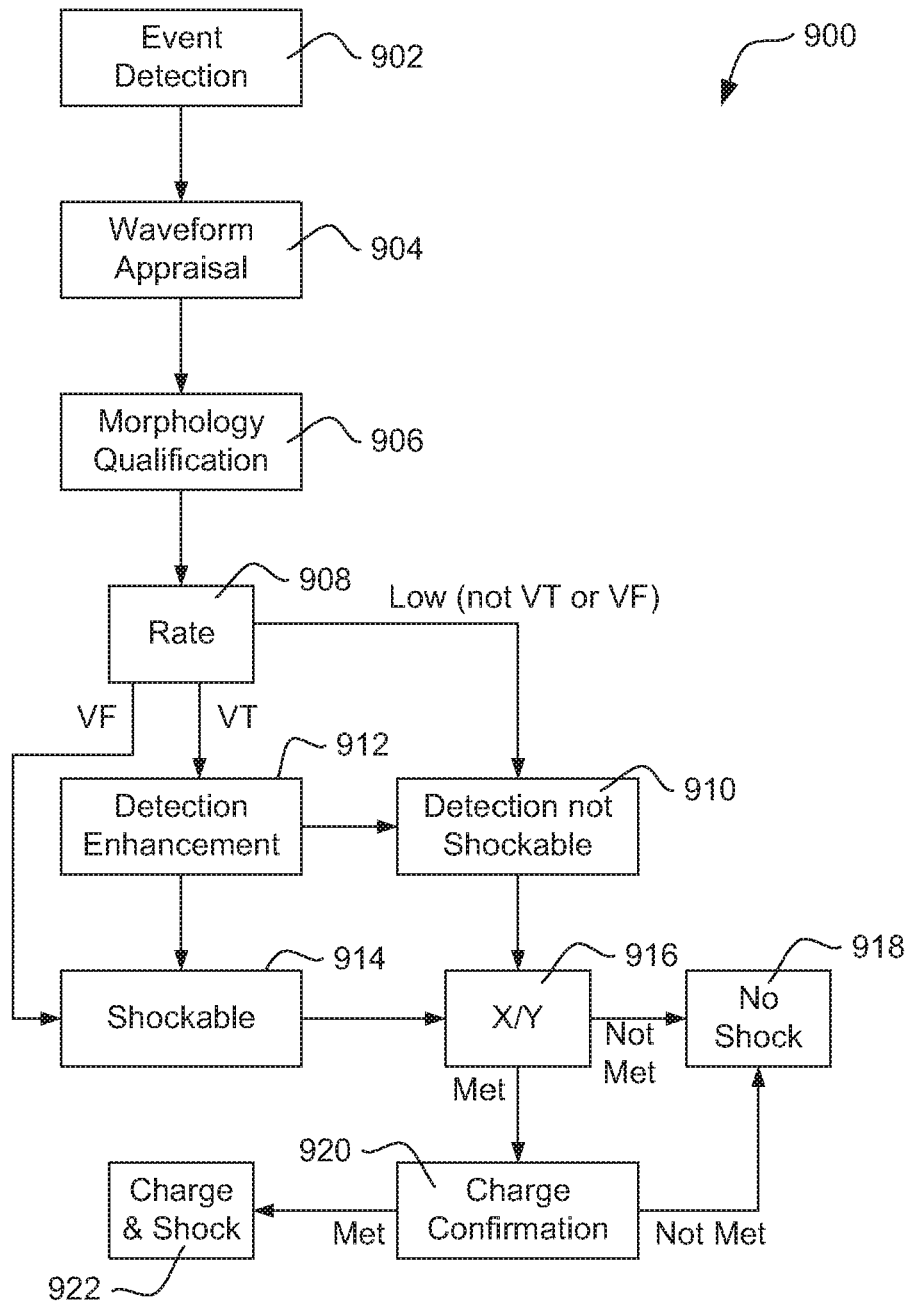 Event
Detection
902
900
Waveform
Appraisal
904
Morphology
Qualification
906
908
Rate
Low (not VT or VF)
VF
VT
912
Detection
Enhancement
910
Detection not
Shockable
914
Shockable
916
X/Y
918
No
Shock
Not
Met
Met
920
Charge
Confirmation
Charge
& Shock
Met
Not Met
922